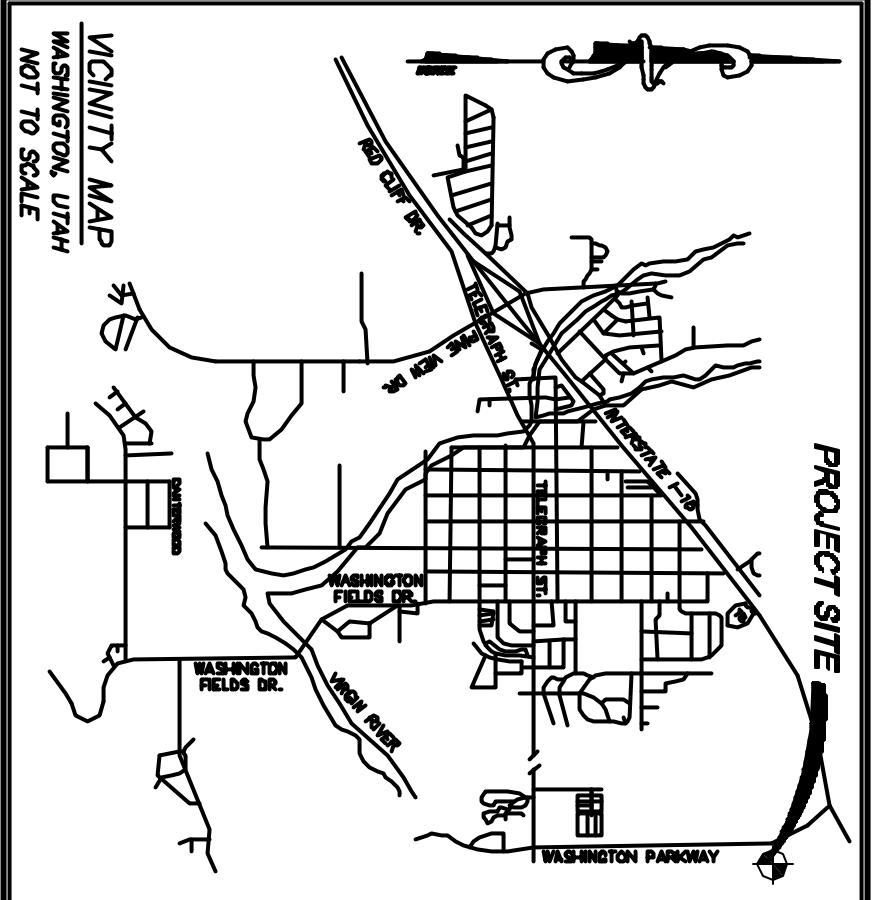 VICINITY MAP
WASHINGTON, UTAH
NOT TO SCALE
NORTH
RED CLIFF DR.
TELEGRAPH ST.
PINE VIEW DR.
INTERSTATE I-15
PROJECT SITE
TELEGRAPH ST.
WASHINGTON
FIELDS DR.
WASHINGTON
FIELDS DR.
VIRGIN RIVER
WASHINGTON PARKWAY